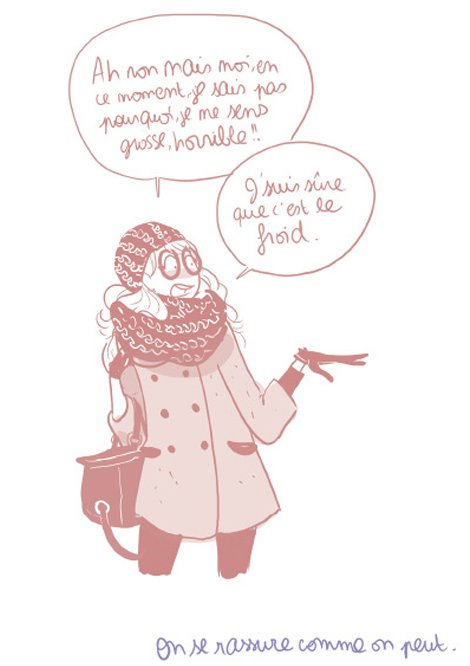 Ah non mais moi, en
ce moment, je sais pas
pourquoi, je me sens
grosse, horrible !!
J'suis sûre
que c'est le
froid.
On se rassure comme on peut.